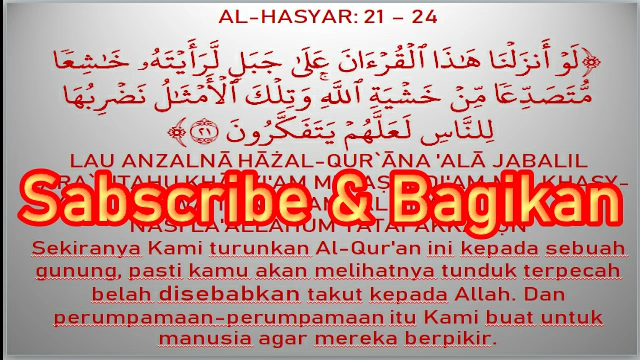 AL-HASYAR: 21 – 24
﴿لَوْ أَنزَلْنَا هَٰذَا ٱلْقُرْءَانَ عَلَىٰ جَبَلٍ لَّرَأَيْتَهُۥ خَٰشِعًا
مُّتَصَدِّعًا مِّنْ خَشْيَةِ ٱللَّهِ ۚ وَتِلْكَ ٱلْأَمْثَٰلُ نَضْرِبُهَا
لِلنَّاسِ لَعَلَّهُمْ يَتَفَكَّرُونَ ﴿٢١﴾
LAU ANZALNĀ HĀŻAL-QUR`ĀNA 'ALĀ JABALIL
Sabscribe & Bagikan
Sekiranya Kami turunkan Al-Qur'an ini kepada sebuah
gunung, pasti kamu akan melihatnya tunduk terpecah
belah disebabkan takut kepada Allah. Dan
perumpamaan-perumpamaan itu Kami buat untuk
manusia agar mereka berpikir.